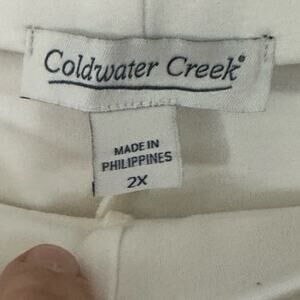 Coldwater Creek®
MADE IN
PHILIPPINES
2X